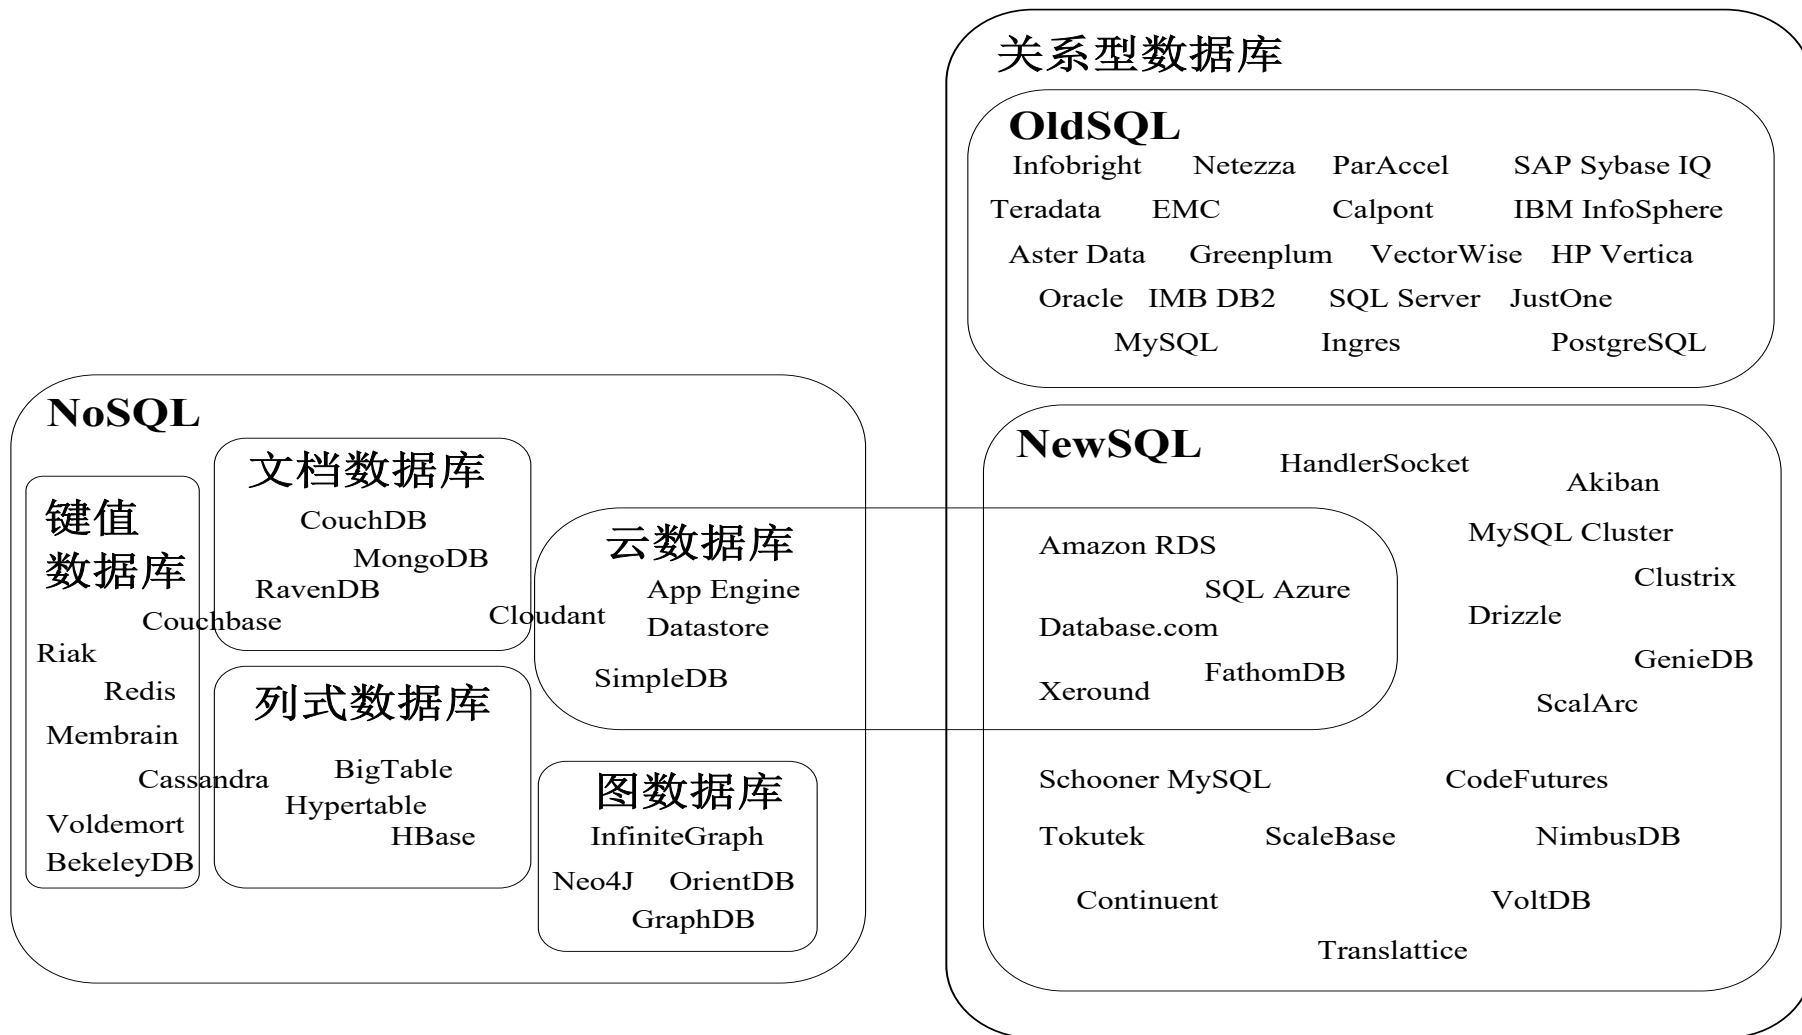 关系型数据库
OldSQL
Infobright Netezza ParAccel SAP Sybase IQ
Teradata EMC Calpont IBM InfoSphere
Aster Data Greenplum VectorWise HP Vertica
Oracle IMB DB2 SQL Server JustOne
MySQL Ingres PostgreSQL
NoSQL
键值
数据库
Couchbase
Riak
Redis
Membrain
Cassandra
Voldemort
BekeleyDB
文档数据库
CouchDB
MongoDB
RavenDB
Cloudant
列式数据库
BigTable
Hypertable
HBase
云数据库
App Engine
Datastore
SimpleDB
图数据库
InfiniteGraph
Neo4J OrientDB
GraphDB
NewSQL
HandlerSocket
Akiban
Amazon RDS
MySQL Cluster
SQL Azure
Clustrix
Database.com
Drizzle
FathomDB
GenieDB
Xeround
ScalArc
Schooner MySQL CodeFutures
Tokutek ScaleBase NimbusDB
Continuent VoltDB
Translattice